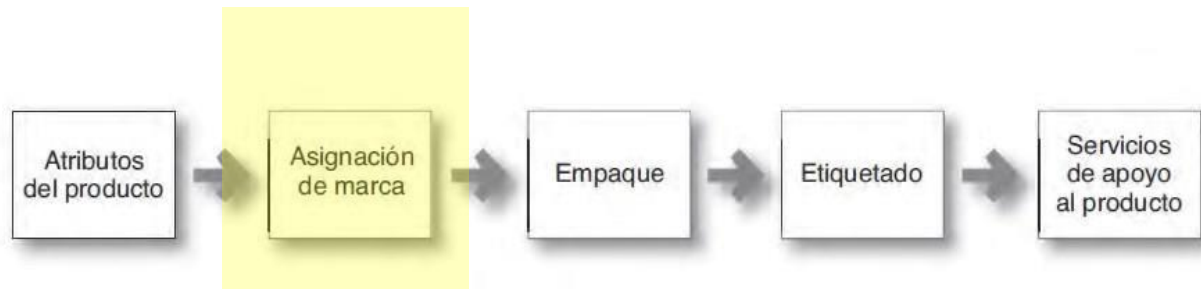 Atributos
del producto
Asignación
de marca
Empaque
Etiquetado
Servicios
de apoyo
al producto